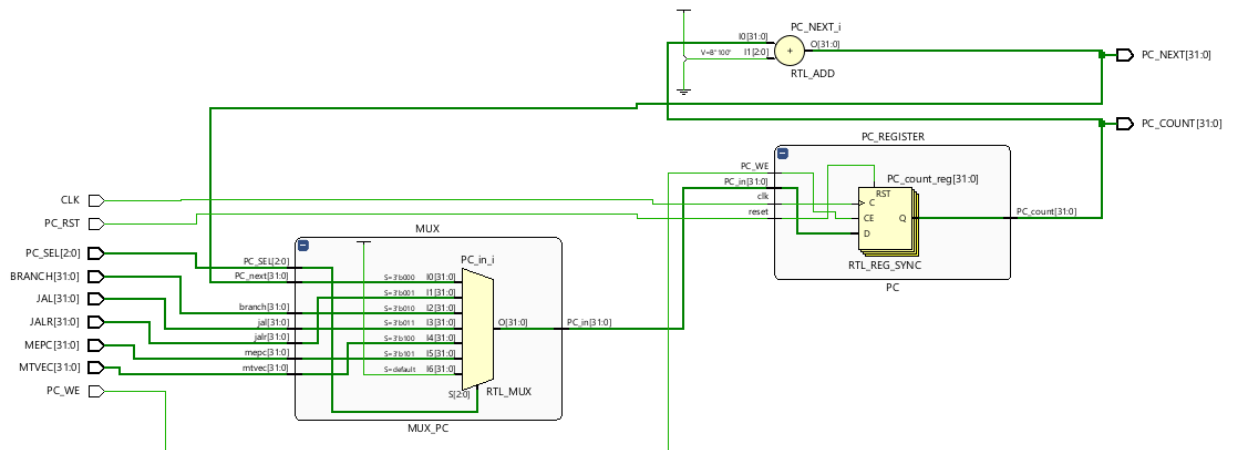 PC_NEXT_i
I0[31:0]
O[31:0]
V=B"100"
I1[2:0]
+
RTL_ADD
PC_NEXT[31:0]
PC_COUNT[31:0]
PC_REGISTER
PC_WE
PC_in[31:0]
clk
reset
PC_count_reg[31:0]
RST
C
CE
Q
D
PC_count[31:0]
RTL_REG_SYNC
PC
CLK
PC_RST
PC_SEL[2:0]
BRANCH[31:0]
JAL[31:0]
JALR[31:0]
MEPC[31:0]
MTVEC[31:0]
PC_WE
MUX
PC_SEL[2:0]
PC_next[31:0]
branch[31:0]
jal[31:0]
jalr[31:0]
mepc[31:0]
mtvec[31:0]
PC_in_i
S=3'b000 I0[31:0]
S=3'b001 I1[31:0]
S=3'b010 I2[31:0]
S=3'b011 I3[31:0]
S=3'b100 I4[31:0]
S=3'b101 I5[31:0]
S=default I6[31:0]
S[2:0]
O[31:0]
PC_in[31:0]
RTL_MUX
MUX_PC